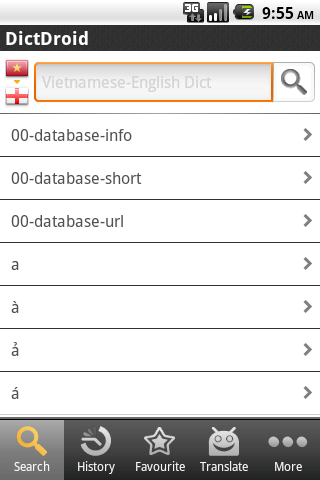 3G 9:55 AM
DictDroid
Vietnamese-English Dict
00-database-info
00-database-short
00-database-url
a
à
ả
á
Search History Favourite Translate More